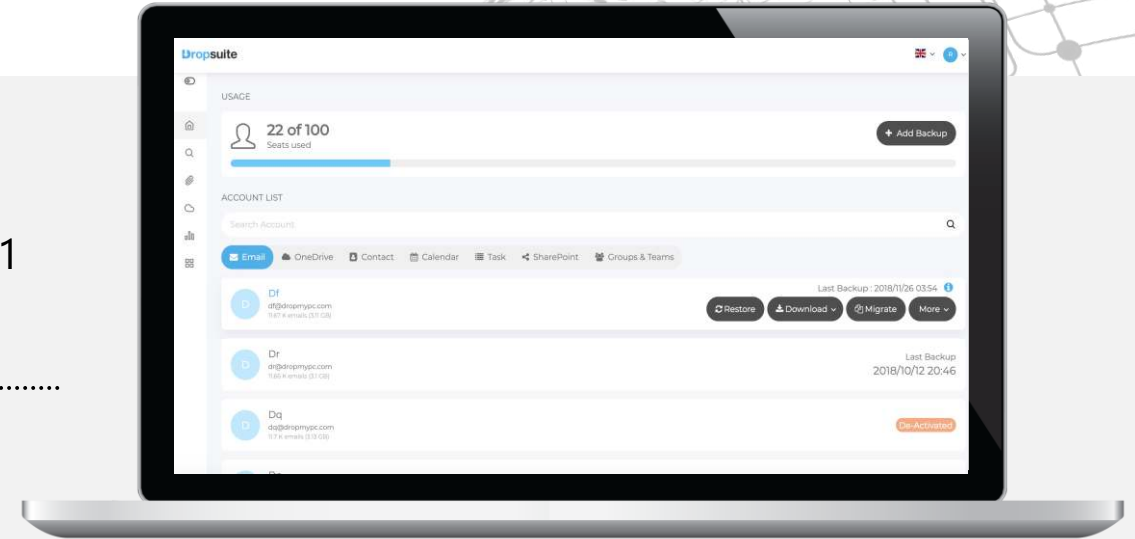 1
........
Dropsuite
USAGE
22 of 100
Seats used
+ Add Backup
ACCOUNT LIST
Search Account
Email OneDrive Contact Calendar Task SharePoint Groups & Teams
Df
Last Backup : 2018/11/26 03:54
df@dropmypc.com
Restore Download Migrate More
Dr
dr@dropmypc.com
Last Backup
2018/10/12 20:46
Dq
dq@dropmypc.com
De-Activated